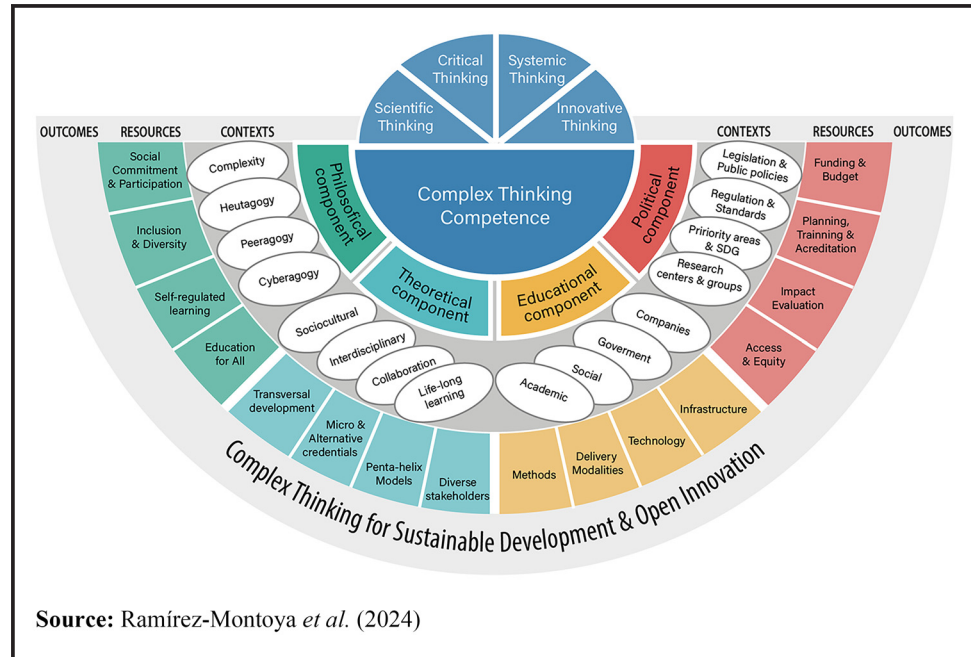 Critical
Thinking
Systemic
Thinking
Scientific
Thinking
Innovative
Thinking
OUTCOMES
RESOURCES
CONTEXTS
CONTEXTS
RESOURCES
OUTCOMES
Complex Thinking
Competence
Philosofical
component
Theoretical
component
Educational
component
Political
component
Complexity
Heutagogy
Peeragogy
Cyberagogy
Sociocultural
Interdisciplinary
Collaboration
Life-long
learning
Academic
Social
Goverment
Companies
Research
centers & groups
Pririority areas
& SDG
Regulation &
Standards
Legislation &
Public policies
Social
Commitment
& Participation
Inclusion
& Diversity
Self-regulated
learning
Education
for All
Transversal
development
Micro &
Alternative
credentials
Penta-helix
Models
Diverse
stakeholders
Methods
Delivery
Modalities
Technology
Infrastructure
Access
& Equity
Impact
Evaluation
Planning,
Trainning &
Acreditation
Funding &
Budget
Complex Thinking for Sustainable Development & Open Innovation
Source: Ramírez-Montoya et al. (2024)